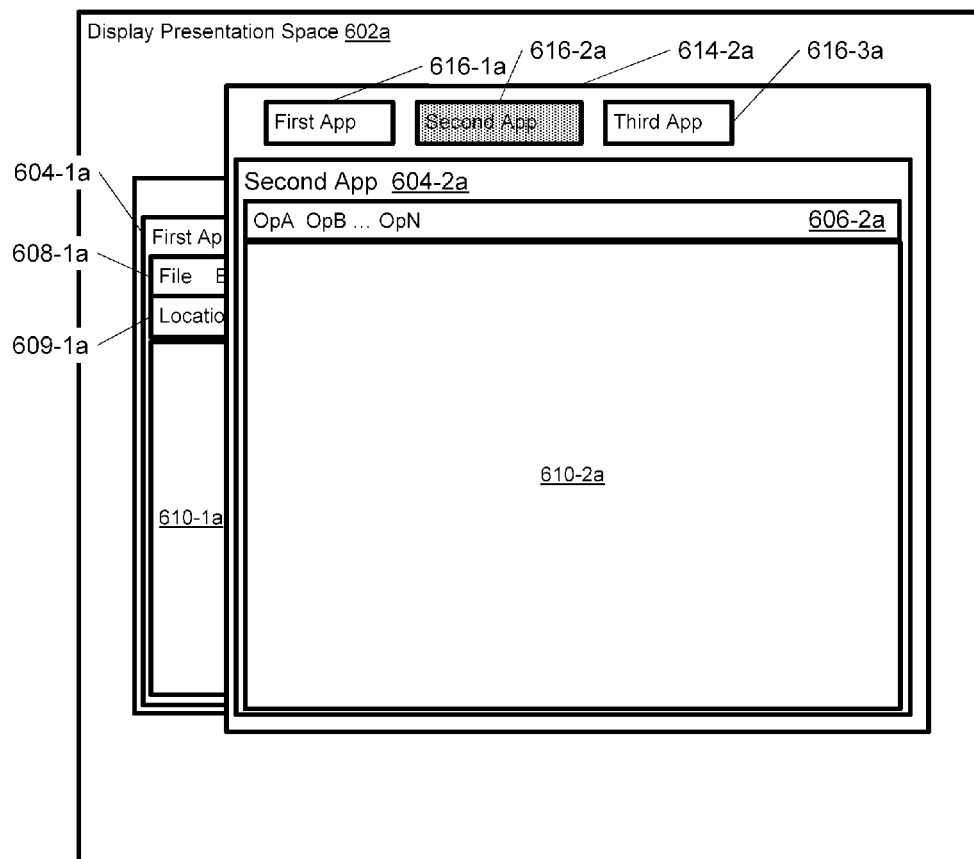 Display Presentation Space 602a
616-1a
616-2a
614-2a
616-3a
First App
Second App
Third App
604-1a
Second App 604-2a
OpA OpB ... OpN
606-2a
First Ap
608-1a
File E
Locatio
609-1a
610-2a
610-1a